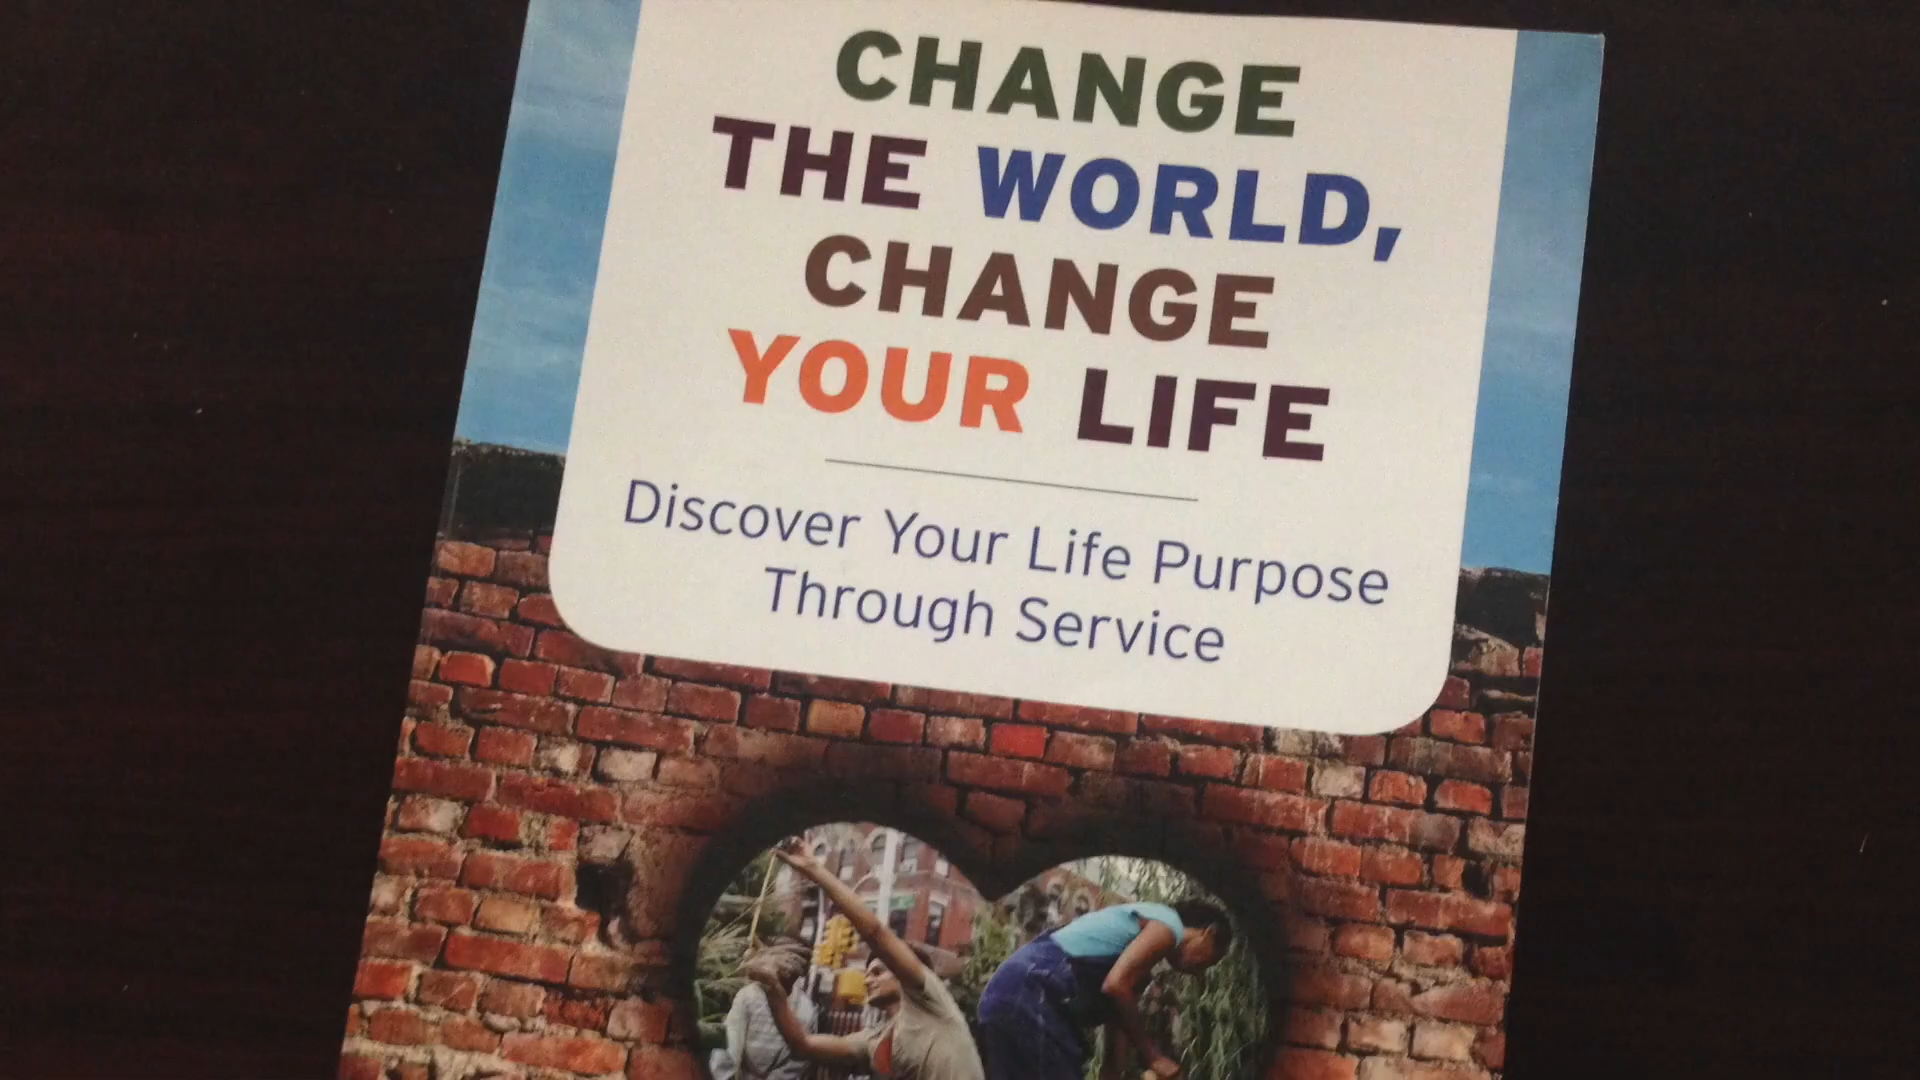 CHANGE
THE WORLD,
CHANGE
YOUR LIFE
Discover Your Life Purpose
Through Service